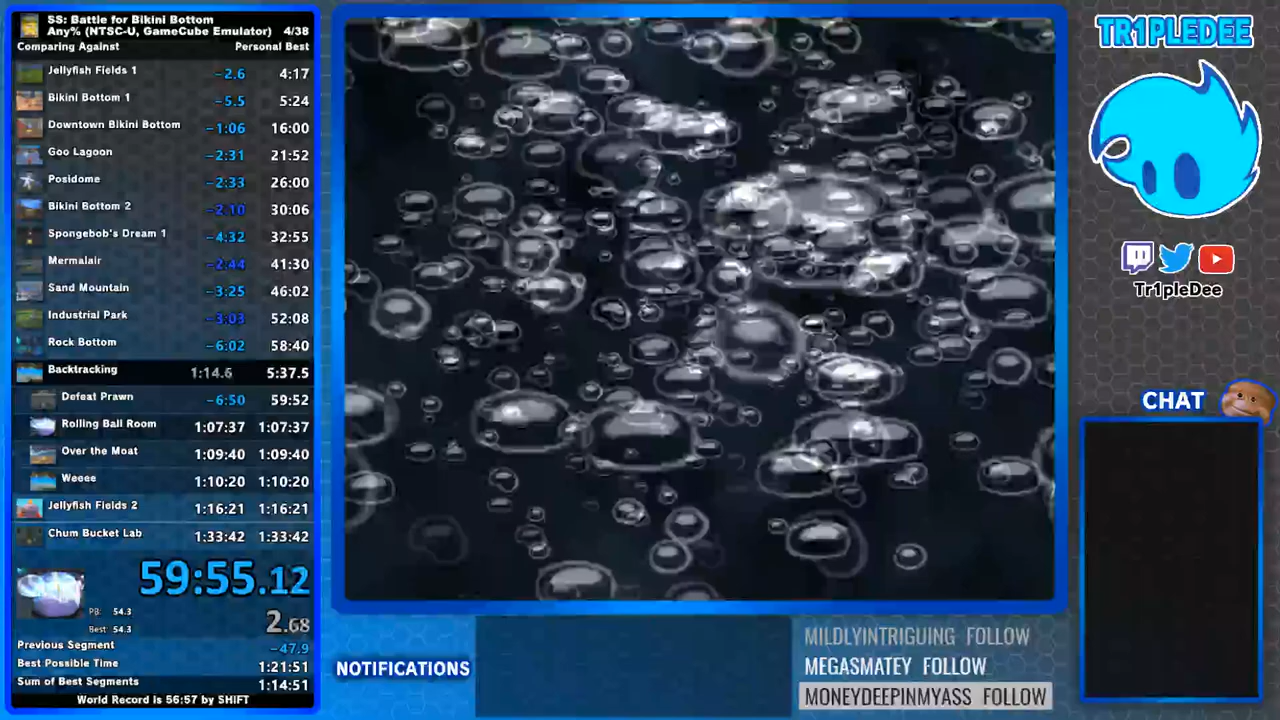 SS: Battle for Bikini Bottom
Any% (NTSC-U, GameCube Emulator) 4/38
Comparing Against Personal Best
Jellyfish Fields 1 -2.6 4:17
Bikini Bottom 1 -5.5 5:24
Downtown Bikini Bottom -1:06 16:00
Goo Lagoon -2:31 21:52
Posidome -2:33 26:00
Bikini Bottom 2 -2:10 30:06
Spongebob's Dream 1 -4:32 32:55
Mermalair -2:44 41:30
Sand Mountain -3:25 46:02
Industrial Park -3:03 52:08
Rock Bottom -6:02 58:40
Backtracking 1:14.6 5:37.5
Defeat Prawn -6:50 59:52
Rolling Ball Room 1:07:37 1:07:37
Over the Moat 1:09:40 1:09:40
Weeee 1:10:20 1:10:20
Jellyfish Fields 2 1:16:21 1:16:21
Chum Bucket Lab 1:33:42 1:33:42
59:55.12
PB: 54.3
Best: 54.3
2.68
Previous Segment -47.9
Best Possible Time 1:21:51
Sum of Best Segments 1:14:51
World Record is 56:57 by SHIFT
NOTIFICATIONS
MILDLYINTRIGUING FOLLOW
MEGASMATEY FOLLOW
MONEYDEEPINMYASS FOLLOW
TR1PLEDEE
Tr1pleDee
CHAT